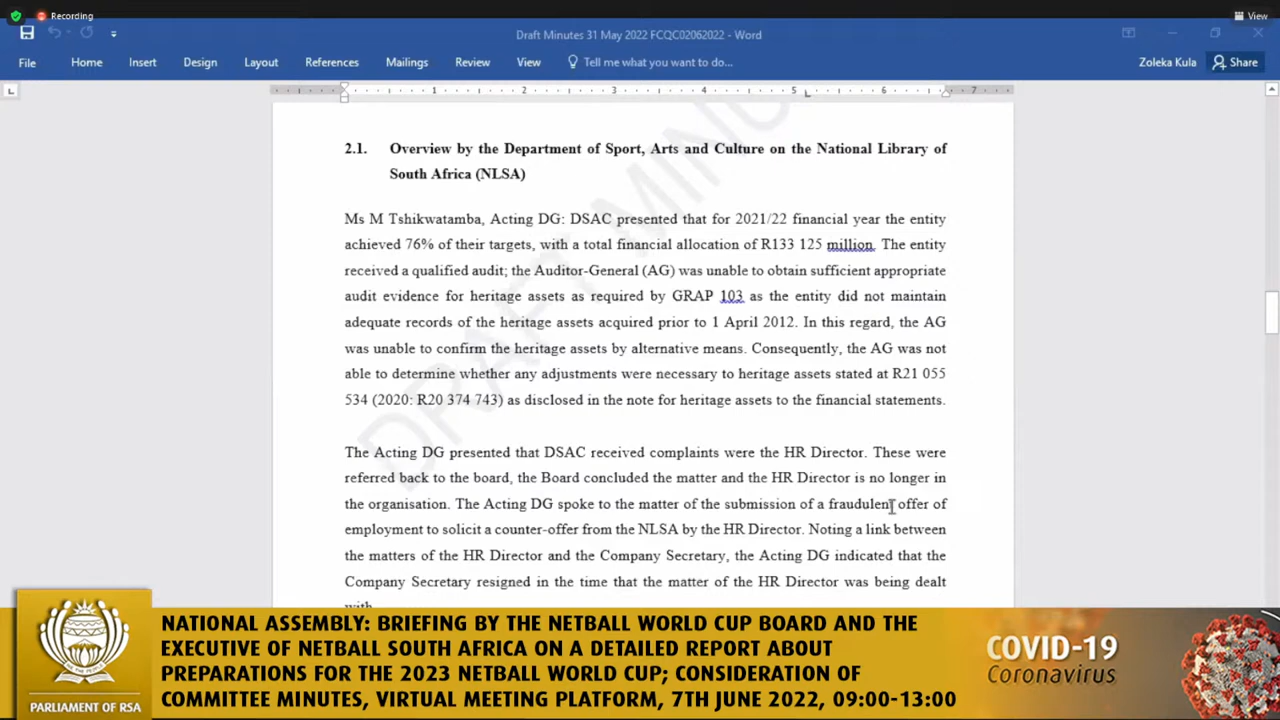 Recording
View
Draft Minutes 31 May 2022 FCQC02062022 - Word
File Home Insert Design Layout References Mailings Review View Tell me what you want to do... Zoleka Kula Share
1 2 3 4 5 6 7
DRAFT MINU
2.1. Overview by the Department of Sport, Arts and Culture on the National Library of
South Africa (NLSA)
Ms M Tshikwatamba, Acting DG: DSAC presented that for 2021/22 financial year the entity
achieved 76% of their targets, with a total financial allocation of R133 125 million. The entity
received a qualified audit; the Auditor-General (AG) was unable to obtain sufficient appropriate
audit evidence for heritage assets as required by GRAP 103 as the entity did not maintain
adequate records of the heritage assets acquired prior to 1 April 2012. In this regard, the AG
was unable to confirm the heritage assets by alternative means. Consequently, the AG was not
able to determine whether any adjustments were necessary to heritage assets stated at R21 055
534 (2020: R20 374 743) as disclosed in the note for heritage assets to the financial statements.
The Acting DG presented that DSAC received complaints were the HR Director. These were
referred back to the board, the Board concluded the matter and the HR Director is no longer in
the organisation. The Acting DG spoke to the matter of the submission of a fraudulent offer of
employment to solicit a counter-offer from the NLSA by the HR Director. Noting a link between
the matters of the HR Director and the Company Secretary, the Acting DG indicated that the
Company Secretary resigned in the time that the matter of the HR Director was being dealt
with.
PARLIAMENT OF RSA
NATIONAL ASSEMBLY: BRIEFING BY THE NETBALL WORLD CUP BOARD AND THE
EXECUTIVE OF NETBALL SOUTH AFRICA ON A DETAILED REPORT ABOUT
PREPARATIONS FOR THE 2023 NETBALL WORLD CUP; CONSIDERATION OF
COMMITTEE MINUTES, VIRTUAL MEETING PLATFORM, 7TH JUNE 2022, 09:00-13:00
COVID-19
Coronavirus